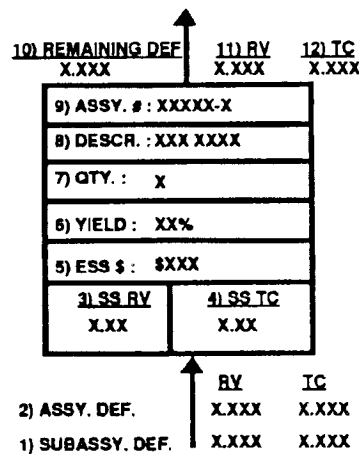 10) REMAINING DEF 11) RV 12) TC
X.XXX X.XXX X.XXX
9) ASSY. # : XXXXX-X
8) DESCR. : XXX XXXX
7) QTY. : X
6) YIELD : XX%
5) ESS $ : $XXX
3) SS RV 4) SS TC
X.XX X.XX
RV TC
2) ASSY. DEF. X.XXX X.XXX
1) SUBASSY. DEF. X.XXX X.XXX